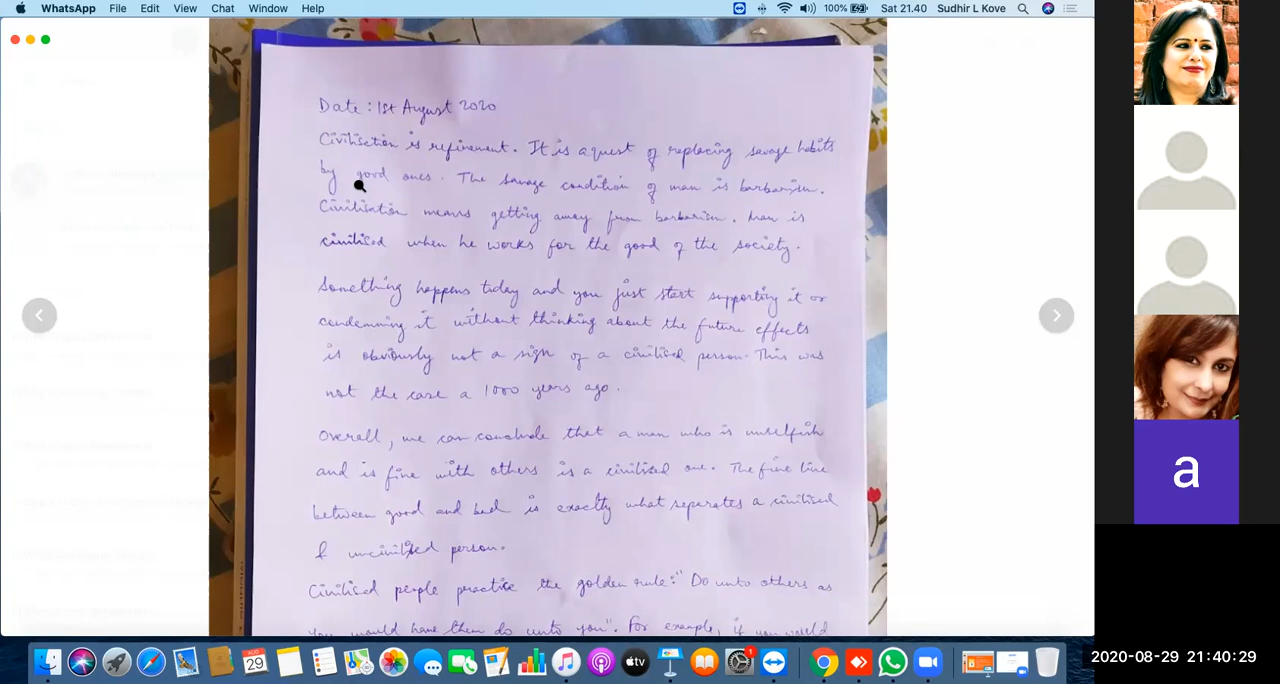 WhatsApp File Edit View Chat Window Help 100% Sat 21.40 Sudhir L Kove
Date : 1st August 2020
Civilisation is refinement. It is a quest of replacing savage habits
by good ones. The savage condition of man is barbarism.
Civilisation means getting away from barbarism. Man is
civilised when he works for the good of the society.
Something happens today and you just start supporting it or
condemning it without thinking about the future effects
is obviously not a sign of a civilised person. This was
not the case a 1000 years ago.
Overall, we can conclude that a man who is unselfish
and is fine with others is a civilised one. The fine line
between good and bad is exactly what seperates a civilised
& uncivilised person.
Civilised people practice the golden rule:" Do unto others as
you would have them do unto you". For example, if you would
a
AUG
29
tv
1
2020-08-29 21:40:29